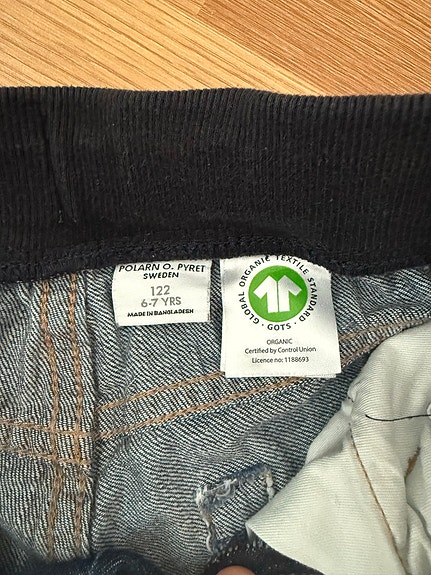 POLARN O. PYRET
SWEDEN
122
6-7 YRS
MADE IN BANGLADESH
GLOBAL ORGANIC TEXTILE STANDARD
· GOTS ·
ORGANIC
Certified by Control Union
Licence no: 1188693